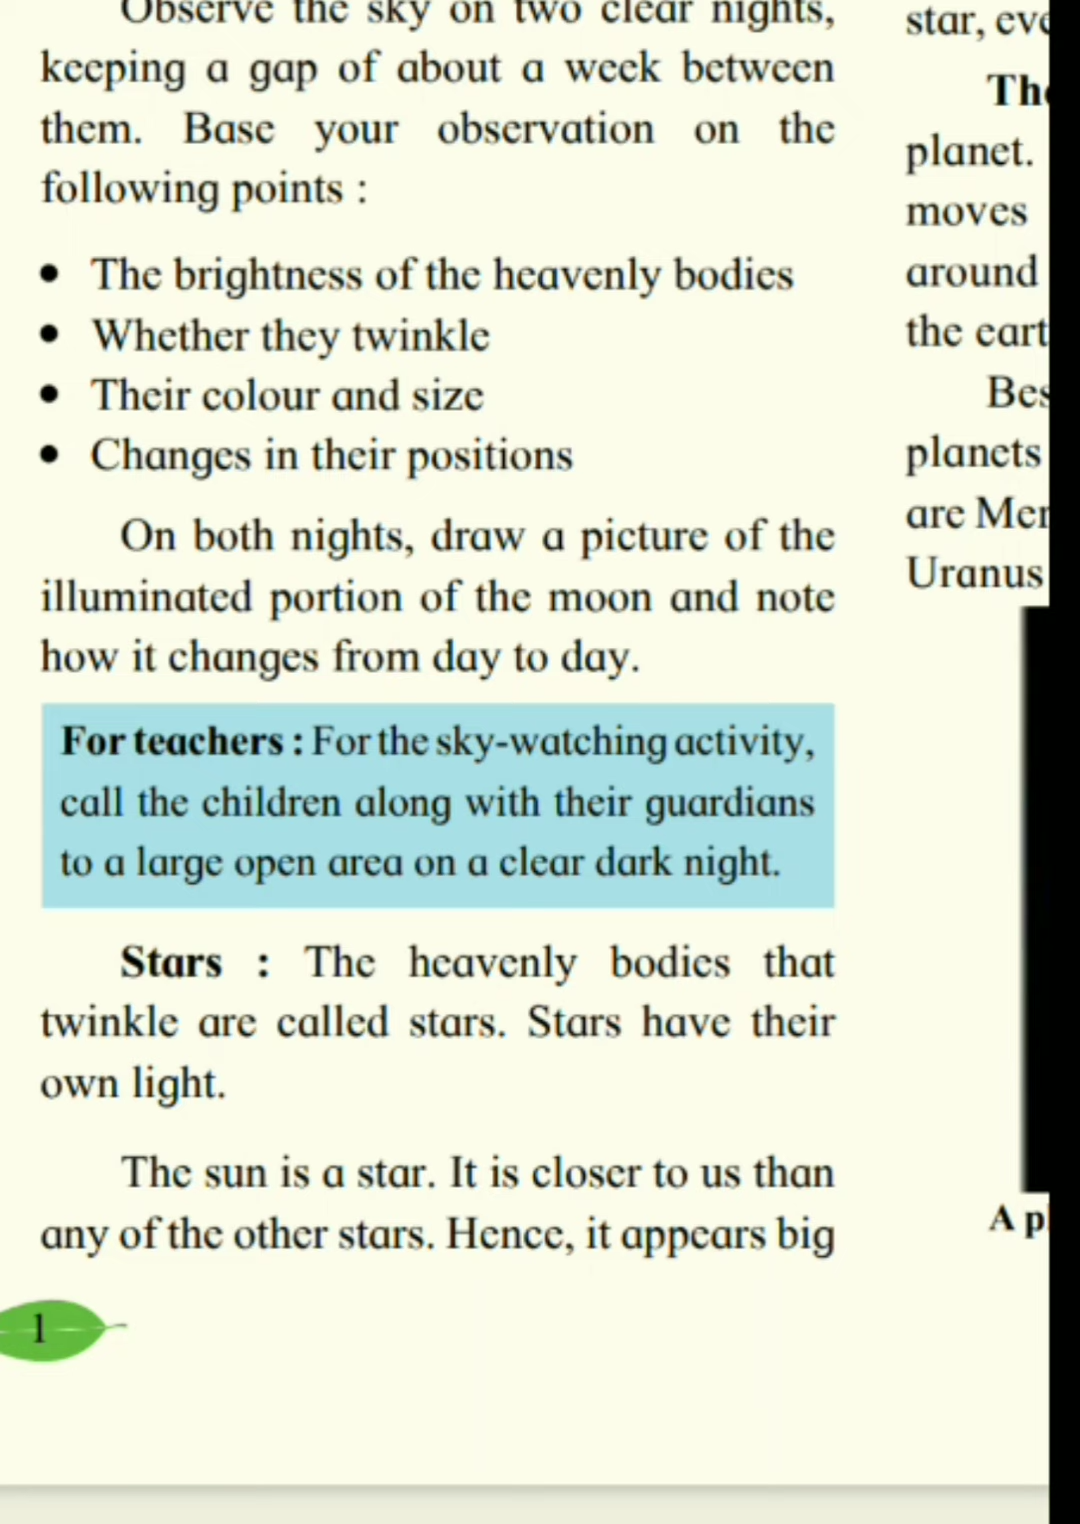 Observe the sky on two clear nights,
keeping a gap of about a week between
them. Base your observation on the
following points :
• The brightness of the heavenly bodies
• Whether they twinkle
• Their colour and size
• Changes in their positions
On both nights, draw a picture of the
illuminated portion of the moon and note
how it changes from day to day.
For teachers : For the sky-watching activity,
call the children along with their guardians
to a large open area on a clear dark night.
Stars : The heavenly bodies that
twinkle are called stars. Stars have their
own light.
The sun is a star. It is closer to us than
any of the other stars. Hence, it appears big
1
star,
planet.
moves
around
the
planets
are
Uranus
A